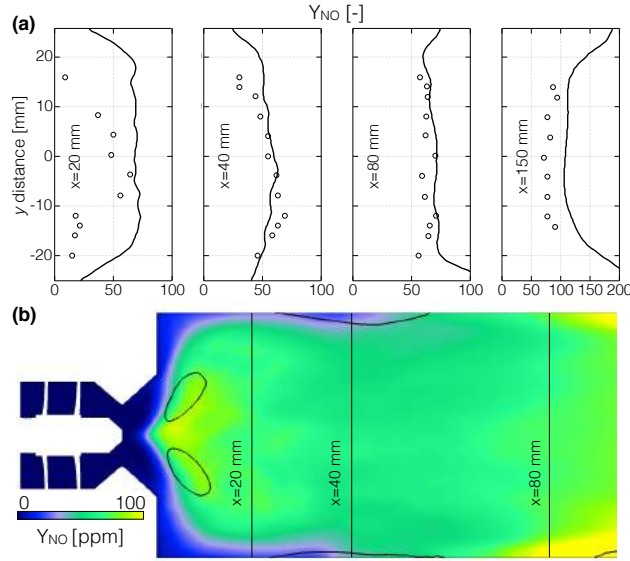 Y_NO [-]
(a)
20
10
0
-10
-20
y distance [mm]
x=20 mm
x=40 mm
x=80 mm
x=150 mm
0 50 100
0 50 100
0 50 100
0 50 100 150 200
(b)
x=20 mm
x=40 mm
x=80 mm
0 100
Y_NO [ppm]